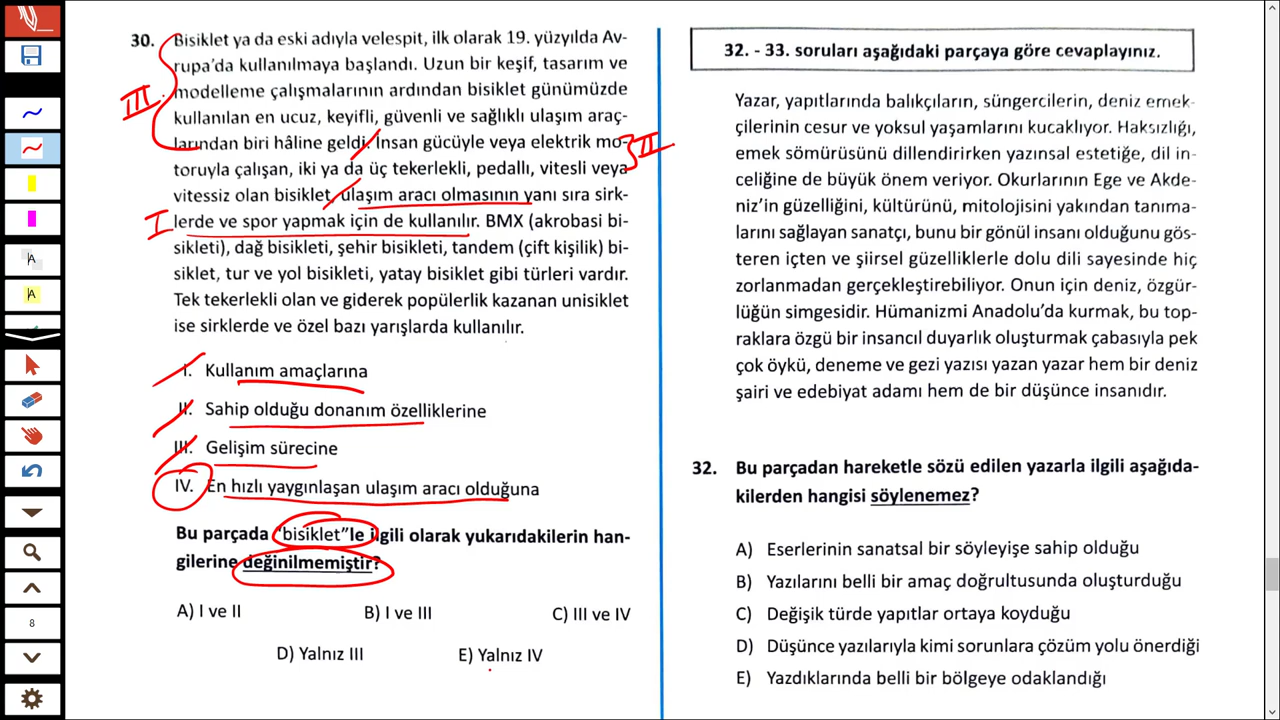 30. Bisiklet ya da eski adıyla velespit, ilk olarak 19. yüzyılda Av-
rupa'da kullanılmaya başlandı. Uzun bir keşif, tasarım ve
modelleme çalışmalarının ardından bisiklet günümüzde
kullanılan en ucuz, keyifli, güvenli ve sağlıklı ulaşım araç-
larından biri hâline geldi. İnsan gücüyle veya elektrik mo-
toruyla çalışan, iki ya da üç tekerlekli, pedallı, vitesli veya
vitessiz olan bisiklet, ulaşım aracı olmasının yanı sıra sirk-
lerde ve spor yapmak için de kullanılır. BMX (akrobasi bi-
sikleti), dağ bisikleti, şehir bisikleti, tandem (çift kişilik) bi-
siklet, tur ve yol bisikleti, yatay bisiklet gibi türleri vardır.
Tek tekerlekli olan ve giderek popülerlik kazanan unisiklet
ise sirklerde ve özel bazı yarışlarda kullanılır.
III
II
I
I. Kullanım amaçlarına
II. Sahip olduğu donanım özelliklerine
III. Gelişim sürecine
IV. En hızlı yaygınlaşan ulaşım aracı olduğuna
Bu parçada "bisiklet"le ilgili olarak yukarıdakilerin han-
gilerine değinilmemiştir?
A) I ve II B) I ve III C) III ve IV
D) Yalnız III E) Yalnız IV
32. - 33. soruları aşağıdaki parçaya göre cevaplayınız.
Yazar, yapıtlarında balıkçıların, süngercilerin, deniz emek-
çilerinin cesur ve yoksul yaşamlarını kucaklıyor. Haksızlığı,
emek sömürüsünü dillendirirken yazınsal estetiğe, dil in-
celiğine de büyük önem veriyor. Okurlarının Ege ve Akde-
niz'in güzelliğini, kültürünü, mitolojisini yakından tanıma-
larını sağlayan sanatçı, bunu bir gönül insanı olduğunu gös-
teren içten ve şiirsel güzelliklerle dolu dili sayesinde hiç
zorlanmadan gerçekleştirebiliyor. Onun için deniz, özgür-
lüğün simgesidir. Hümanizmi Anadolu'da kurmak, bu top-
raklara özgü bir insancıl duyarlık oluşturmak çabasıyla pek
çok öykü, deneme ve gezi yazısı yazan yazar hem bir deniz
şairi ve edebiyat adamı hem de bir düşünce insanıdır.
32. Bu parçadan hareketle sözü edilen yazarla ilgili aşağıda-
kilerden hangisi söylenemez?
A) Eserlerinin sanatsal bir söyleyişe sahip olduğu
B) Yazılarını belli bir amaç doğrultusunda oluşturduğu
C) Değişik türde yapıtlar ortaya koyduğu
D) Düşünce yazılarıyla kimi sorunlara çözüm yolu önerdiği
E) Yazdıklarında belli bir bölgeye odaklandığı
A
A
8